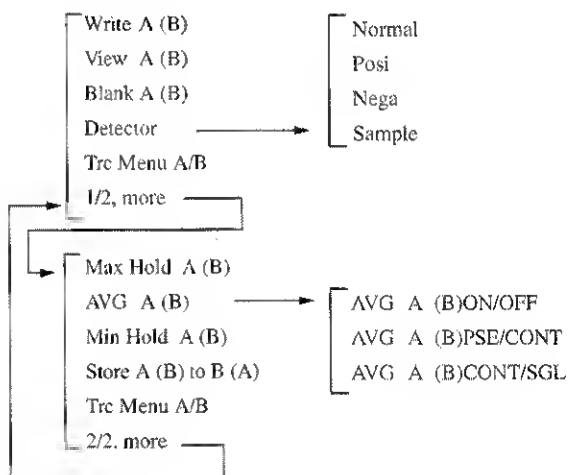 Write A (B)
View A (B)
Blank A (B)
Detector
Trc Menu A/B
1/2, more
Normal
Posi
Nega
Sample
Max Hold A (B)
AVG A (B)
Min Hold A (B)
Store A (B) to B (A)
Trc Menu A/B
2/2. more
AVG A (B)ON/OFF
AVG A (B)PSE/CONT
AVG A (B)CONT/SGL